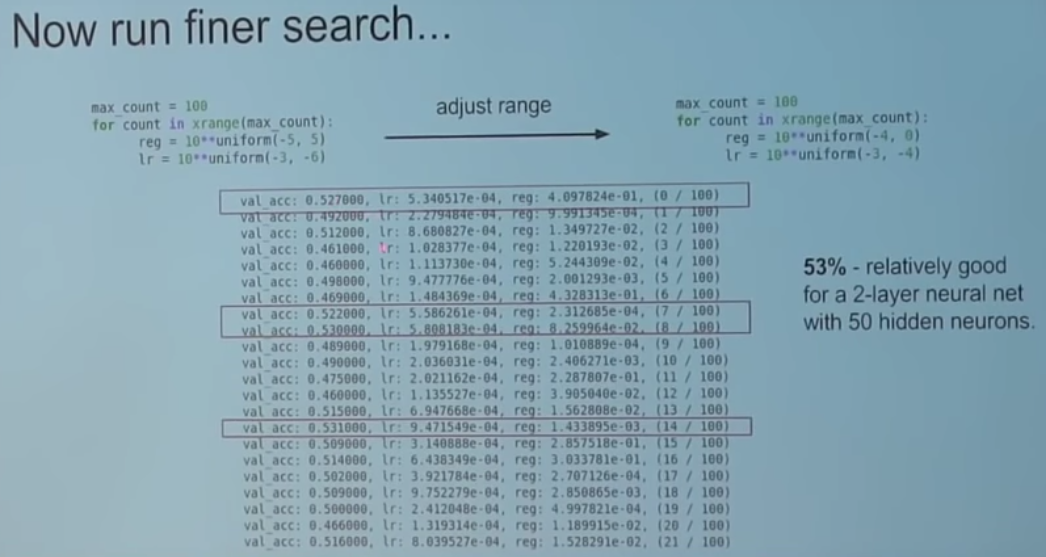 Now run finer search...
max_count = 100
for count in xrange(max_count):
reg = 10**uniform(-5, 5)
lr = 10**uniform(-3, -6)
adjust range
max_count = 100
for count in xrange(max_count):
reg = 10**uniform(-4, 0)
lr = 10**uniform(-3, -4)
val_acc: 0.527000, lr: 5.340517e-04, reg: 4.097824e-01, (0 / 100)
val_acc: 0.492000, lr: 2.279484e-04, reg: 9.991345e-04, (1 / 100)
val_acc: 0.512000, lr: 8.680827e-04, reg: 1.349727e-02, (2 / 100)
val_acc: 0.461000, lr: 1.028377e-04, reg: 1.220193e-02, (3 / 100)
val_acc: 0.460000, lr: 1.113730e-04, reg: 5.244309e-02, (4 / 100)
val_acc: 0.498000, lr: 9.477776e-04, reg: 2.001293e-03, (5 / 100)
val_acc: 0.469000, lr: 1.484369e-04, reg: 4.328313e-01, (6 / 100)
val_acc: 0.522000, lr: 5.586261e-04, reg: 2.312685e-04, (7 / 100)
val_acc: 0.530000, lr: 5.808183e-04, reg: 8.259964e-02, (8 / 100)
val_acc: 0.489000, lr: 1.979168e-04, reg: 1.010889e-04, (9 / 100)
val_acc: 0.490000, lr: 2.036031e-04, reg: 2.406271e-03, (10 / 100)
val_acc: 0.475000, lr: 2.021162e-04, reg: 2.287807e-01, (11 / 100)
val_acc: 0.460000, lr: 1.135527e-04, reg: 3.905040e-02, (12 / 100)
val_acc: 0.515000, lr: 6.947668e-04, reg: 1.562808e-02, (13 / 100)
val_acc: 0.531000, lr: 9.471549e-04, reg: 1.433895e-03, (14 / 100)
val_acc: 0.509000, lr: 3.140888e-04, reg: 2.857518e-01, (15 / 100)
val_acc: 0.514000, lr: 6.438349e-04, reg: 3.033781e-01, (16 / 100)
val_acc: 0.502000, lr: 3.921784e-04, reg: 2.707126e-04, (17 / 100)
val_acc: 0.509000, lr: 9.752279e-04, reg: 2.850865e-03, (18 / 100)
val_acc: 0.500000, lr: 2.412048e-04, reg: 4.997821e-04, (19 / 100)
val_acc: 0.466000, lr: 1.319314e-04, reg: 1.189915e-02, (20 / 100)
val_acc: 0.516000, lr: 8.039527e-04, reg: 1.528291e-02, (21 / 100)
53% - relatively good
for a 2-layer neural net
with 50 hidden neurons.